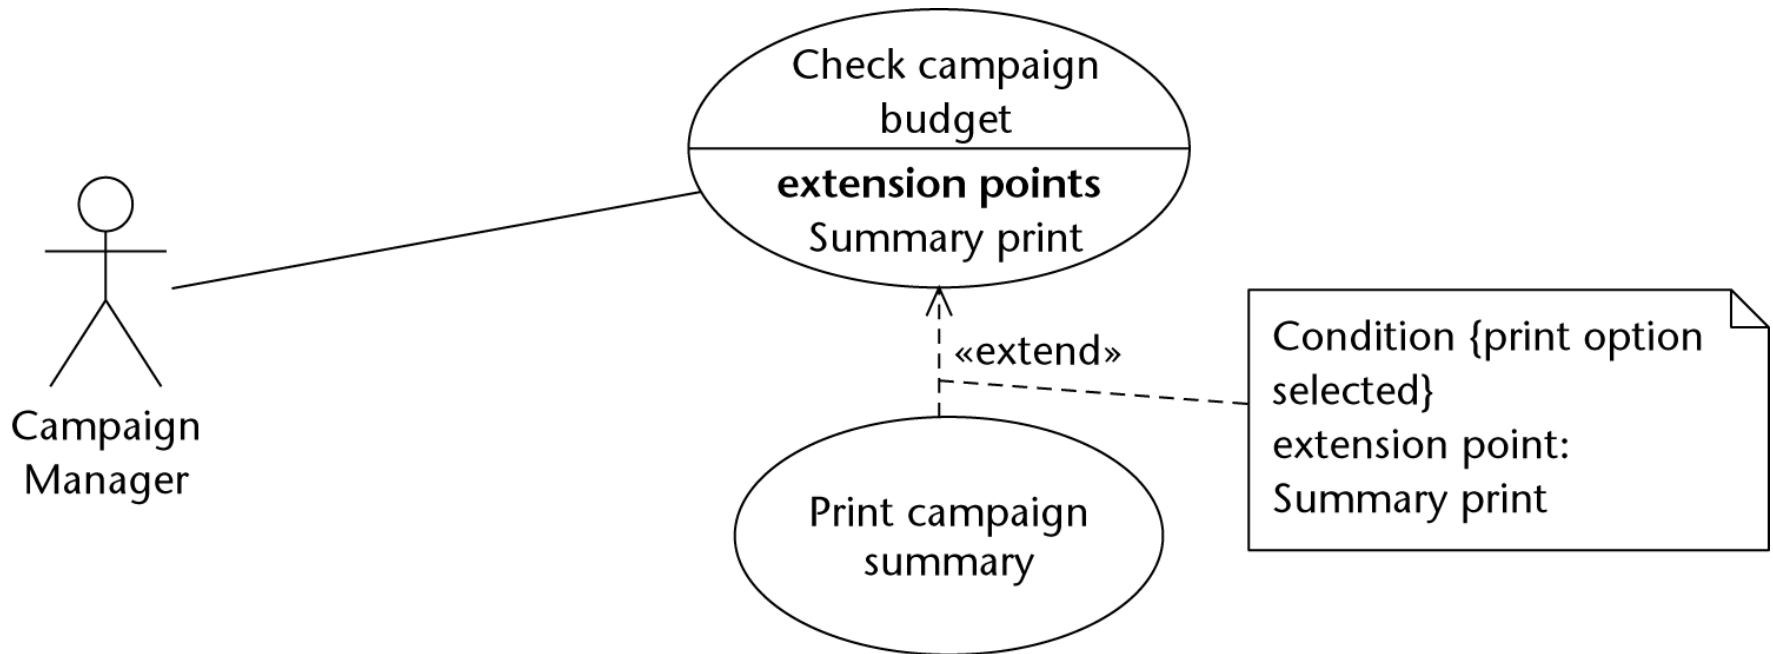 Check campaign
budget
extension points
Summary print
Campaign
Manager
«extend»
Condition {print option
selected}
extension point:
Summary print
Print campaign
summary